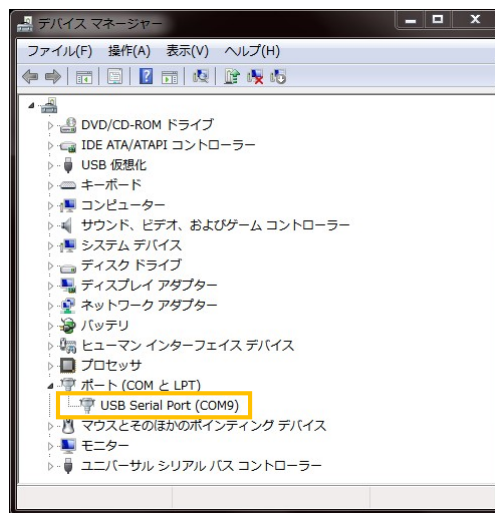 デバイス マネージャー
ファイル(F) 操作(A) 表示(V) ヘルプ(H)
DVD/CD-ROM ドライブ
IDE ATA/ATAPI コントローラー
USB 仮想化
キーボード
コンピューター
サウンド、ビデオ、およびゲーム コントローラー
システム デバイス
ディスク ドライブ
ディスプレイ アダプター
ネットワーク アダプター
バッテリ
ヒューマン インターフェイス デバイス
プロセッサ
ポート (COM と LPT)
USB Serial Port (COM9)
マウスとそのほかのポインティング デバイス
モニター
ユニバーサル シリアル バス コントローラー